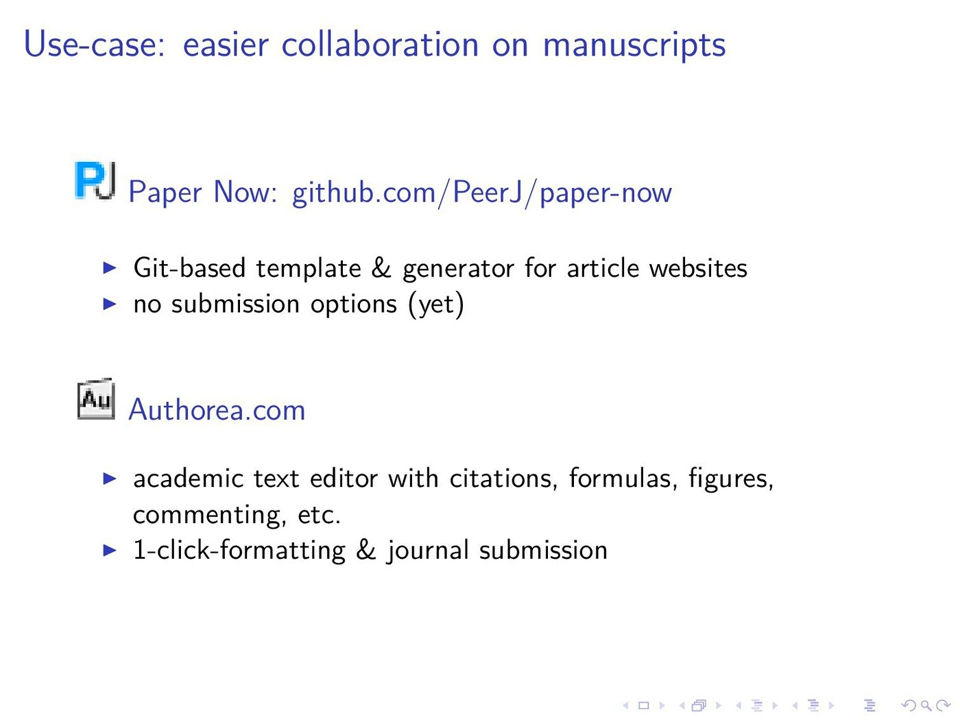 Use-case: easier collaboration on manuscripts
PJ Paper Now: github.com/PeerJ/paper-now
▶ Git-based template & generator for article websites
▶ no submission options (yet)
Au Authorea.com
▶ academic text editor with citations, formulas, figures,
commenting, etc.
▶ 1-click-formatting & journal submission